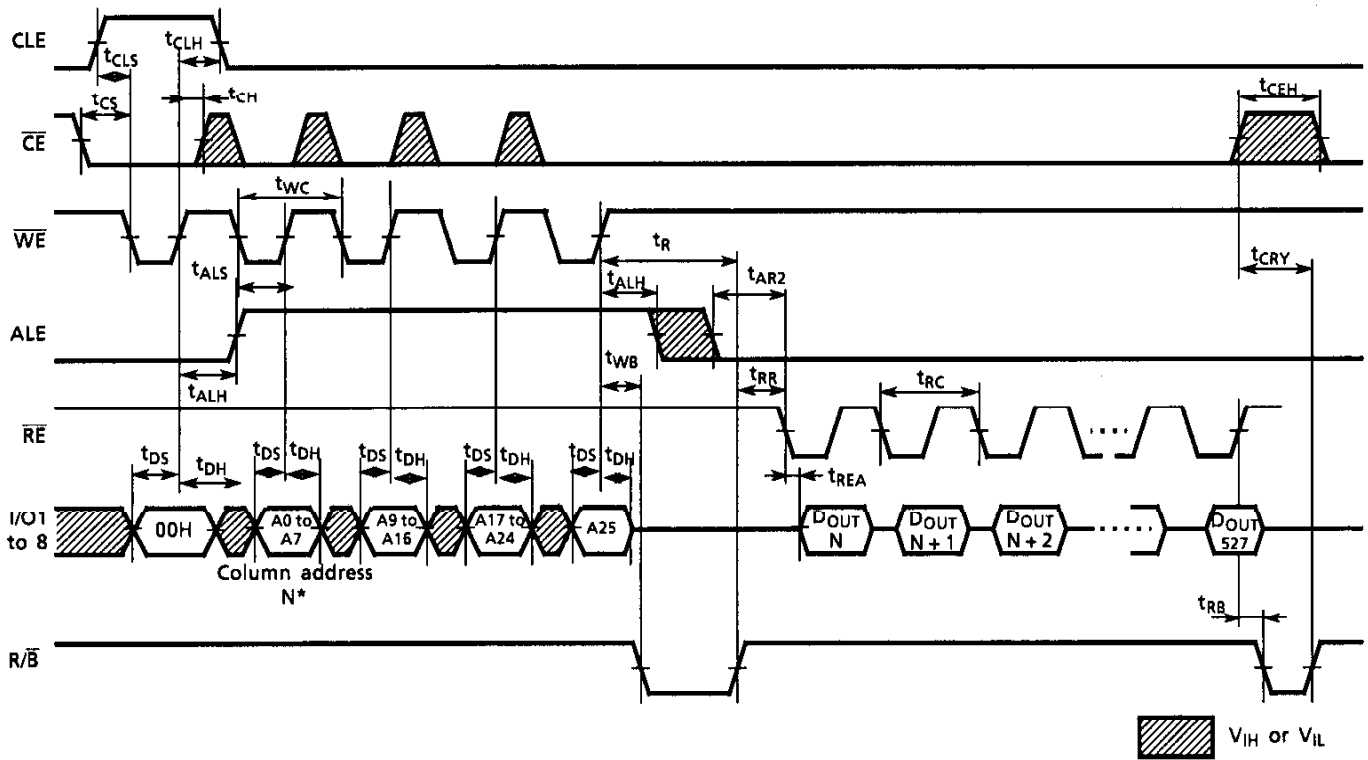 CLE
tCLS
tCLH
tCS
tCH
tCEH
CE
tWC
WE
tALS
tR
tALH
tAR2
tCRY
ALE
tALH
tWB
tRR
tRC
RE
tDS
tDH
tDS
tDH
tDS
tDH
tDS
tDH
tDS
tDH
tREA
I/O1
to 8
00H
A0 to
A7
A9 to
A16
A17 to
A24
A25
DOUT
N
DOUT
N + 1
DOUT
N + 2
DOUT
527
Column address
N*
tRB
R/B
VIH or VIL